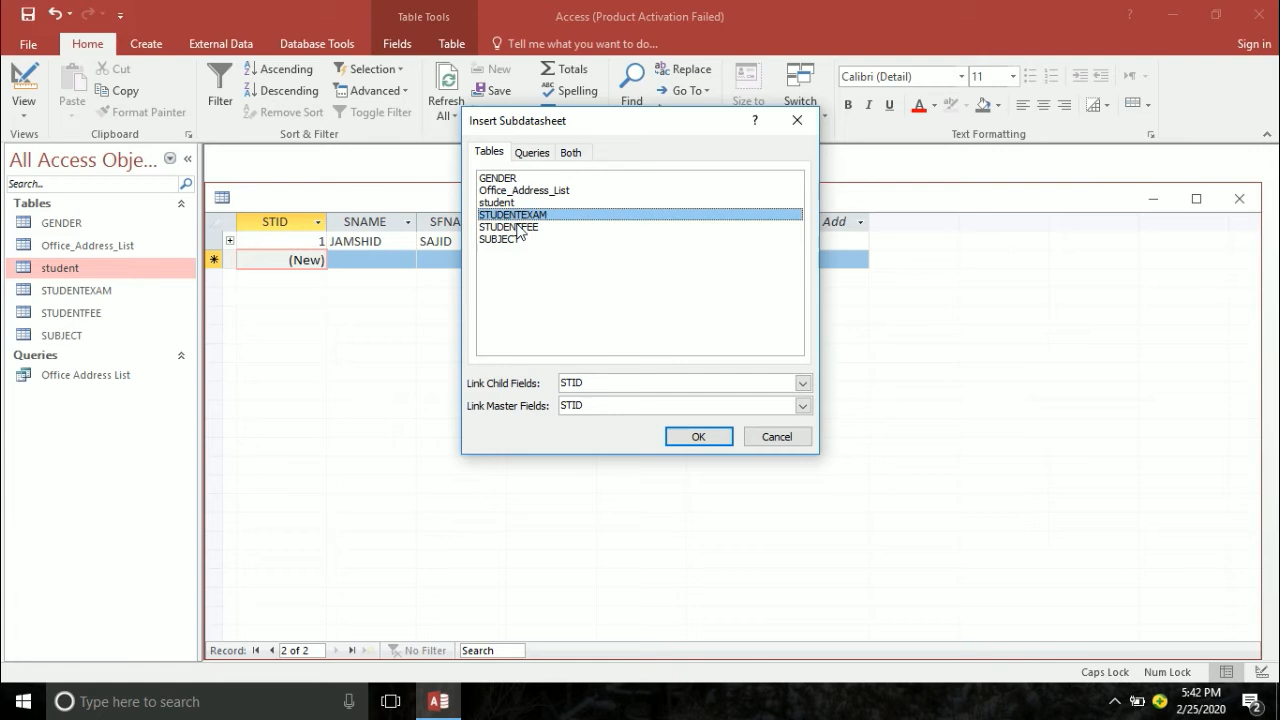 Table Tools
Access (Product Activation Failed)
?
File
Home
Create
External Data
Database Tools
Fields
Table
Tell me what you want to do...
Sign in
View
Views
Paste
Cut
Copy
Format Painter
Clipboard
Filter
Ascending
Descending
Remove Sort
Selection
Advanced
Toggle Filter
Sort & Filter
Refresh
All
New
Save
Totals
Spelling
Find
Replace
Go To
Size to
Switch
Calibri (Detail)
11
B I U
Text Formatting
All Access Obje...
Search...
Tables
GENDER
Office_Address_List
student
STUDENTEXAM
STUDENTFEE
SUBJECT
Queries
Office Address List
STID
SNAME
SFNA
Add
1 JAMSHID SAJID
(New)
Insert Subdatasheet
?
Tables Queries Both
GENDER
Office_Address_List
student
STUDENTEXAM
STUDENTFEE
SUBJECT
Link Child Fields: STID
Link Master Fields: STID
OK Cancel
Record: 2 of 2 No Filter Search
Caps Lock Num Lock
Type here to search
5:42 PM
2/25/2020
2